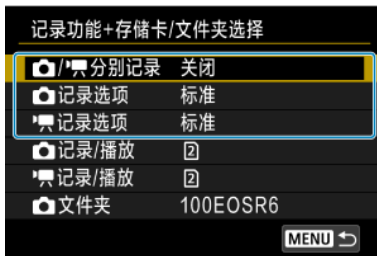 记录功能+存储卡/文件夹选择
/分别记录 关闭
记录选项 标准
记录选项 标准
记录/播放 2
记录/播放 2
文件夹 100EOSR6
MENU